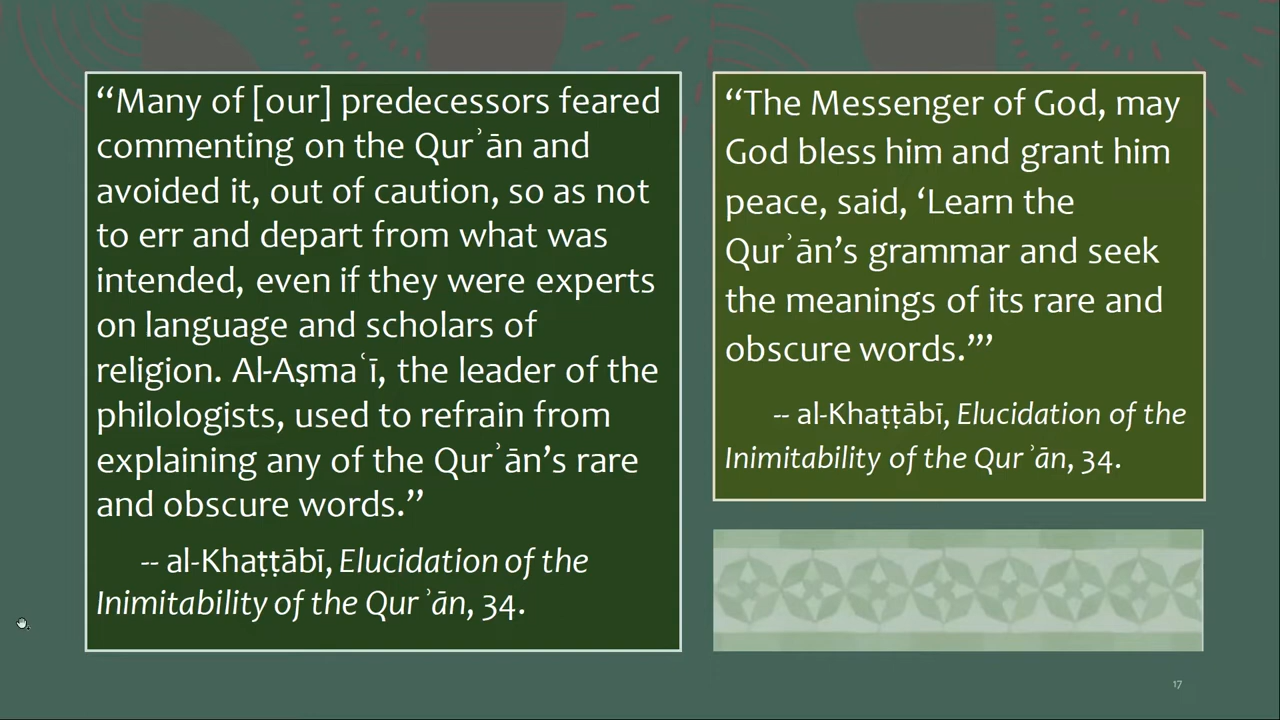 “Many of [our] predecessors feared
commenting on the Qurʾān and
avoided it, out of caution, so as not
to err and depart from what was
intended, even if they were experts
on language and scholars of
religion. Al-Aṣmaʿī, the leader of the
philologists, used to refrain from
explaining any of the Qurʾān’s rare
and obscure words.”
-- al-Khaṭṭābī, Elucidation of the
Inimitability of the Qur ʾān, 34.
“The Messenger of God, may
God bless him and grant him
peace, said, ‘Learn the
Qurʾān’s grammar and seek
the meanings of its rare and
obscure words.’”
-- al-Khaṭṭābī, Elucidation of the
Inimitability of the Qur ʾān, 34.
17